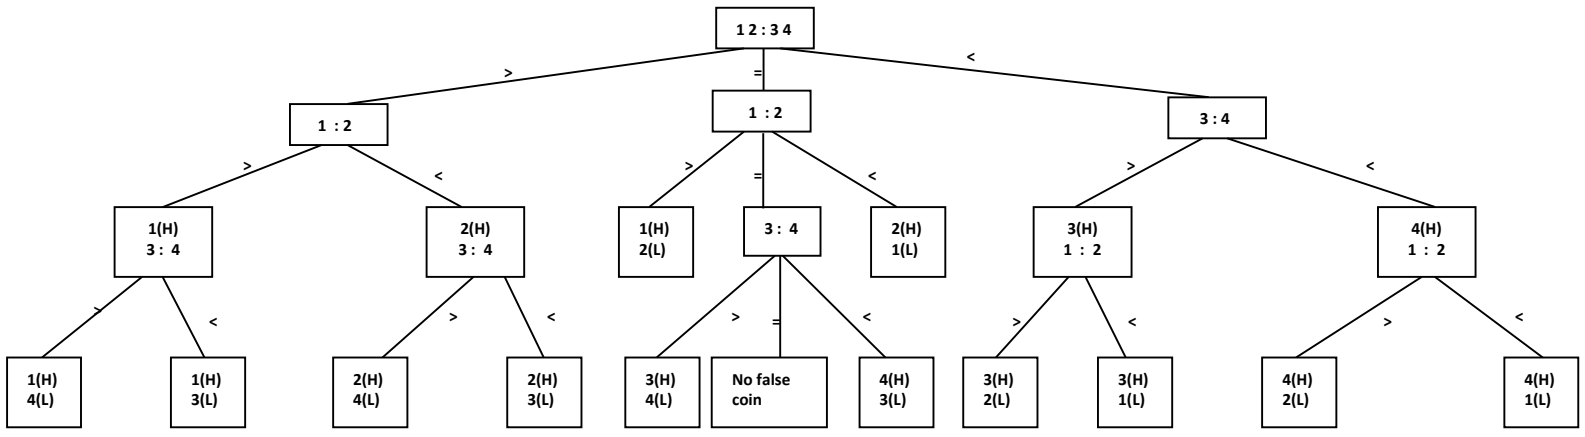 1 2 : 3 4
> = <
1 : 2
1 : 2
3 : 4
> < > = < > <
1(H)
3 : 4
2(H)
3 : 4
1(H)
2(L)
3 : 4
2(H)
1(L)
3(H)
1 : 2
4(H)
1 : 2
> < > < > = < > < > <
1(H)
4(L)
1(H)
3(L)
2(H)
4(L)
2(H)
3(L)
3(H)
4(L)
No false
coin
4(H)
3(L)
3(H)
2(L)
3(H)
1(L)
4(H)
2(L)
4(H)
1(L)